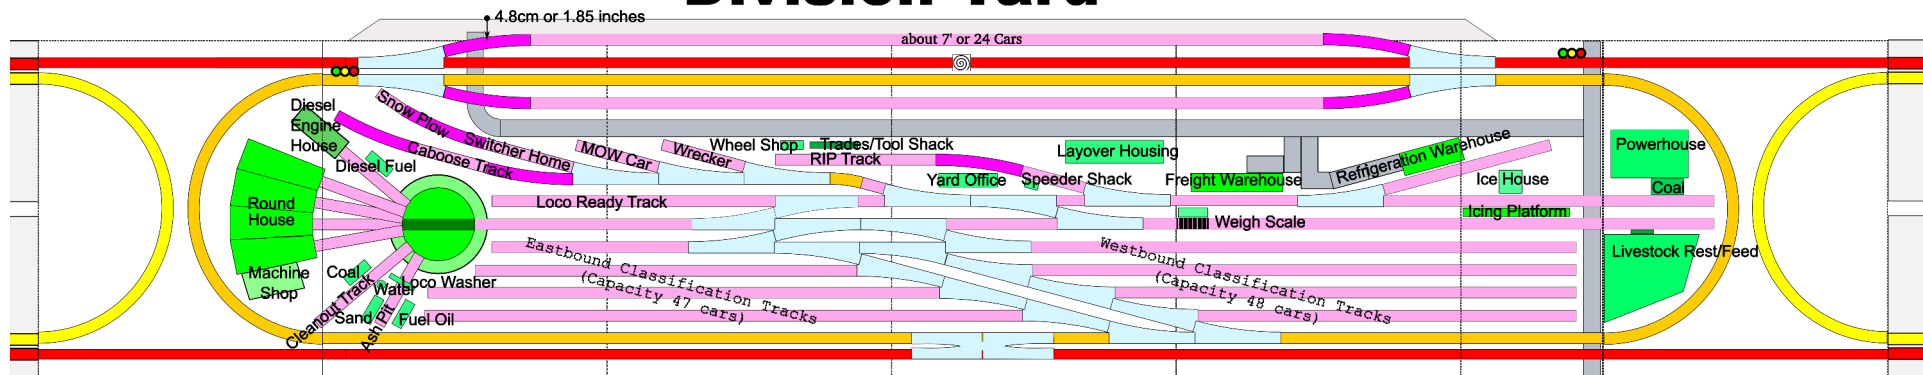 Division Yard
4.8cm or 1.85 inches
about 7' or 24 Cars
Diesel
Engine
House
Snow Plow
Switcher Home
Caboose Track
Diesel Fuel
MOW Car
Wrecker
Wheel Shop
Trades/Tool Shack
RIP Track
Layover Housing
Refrigeration Warehouse
Powerhouse
Yard Office
Speeder Shack
Freight Warehouse
Ice House
Coal
Round
House
Loco Ready Track
Weigh Scale
Icing Platform
Eastbound Classification Tracks
(Capacity 47 cars)
Westbound Classification Tracks
(Capacity 48 cars)
Livestock Rest/Feed
Machine
Shop
Coal
Cleanout Track
Water
Loco Washer
Sand
Ash Pit
Fuel Oil